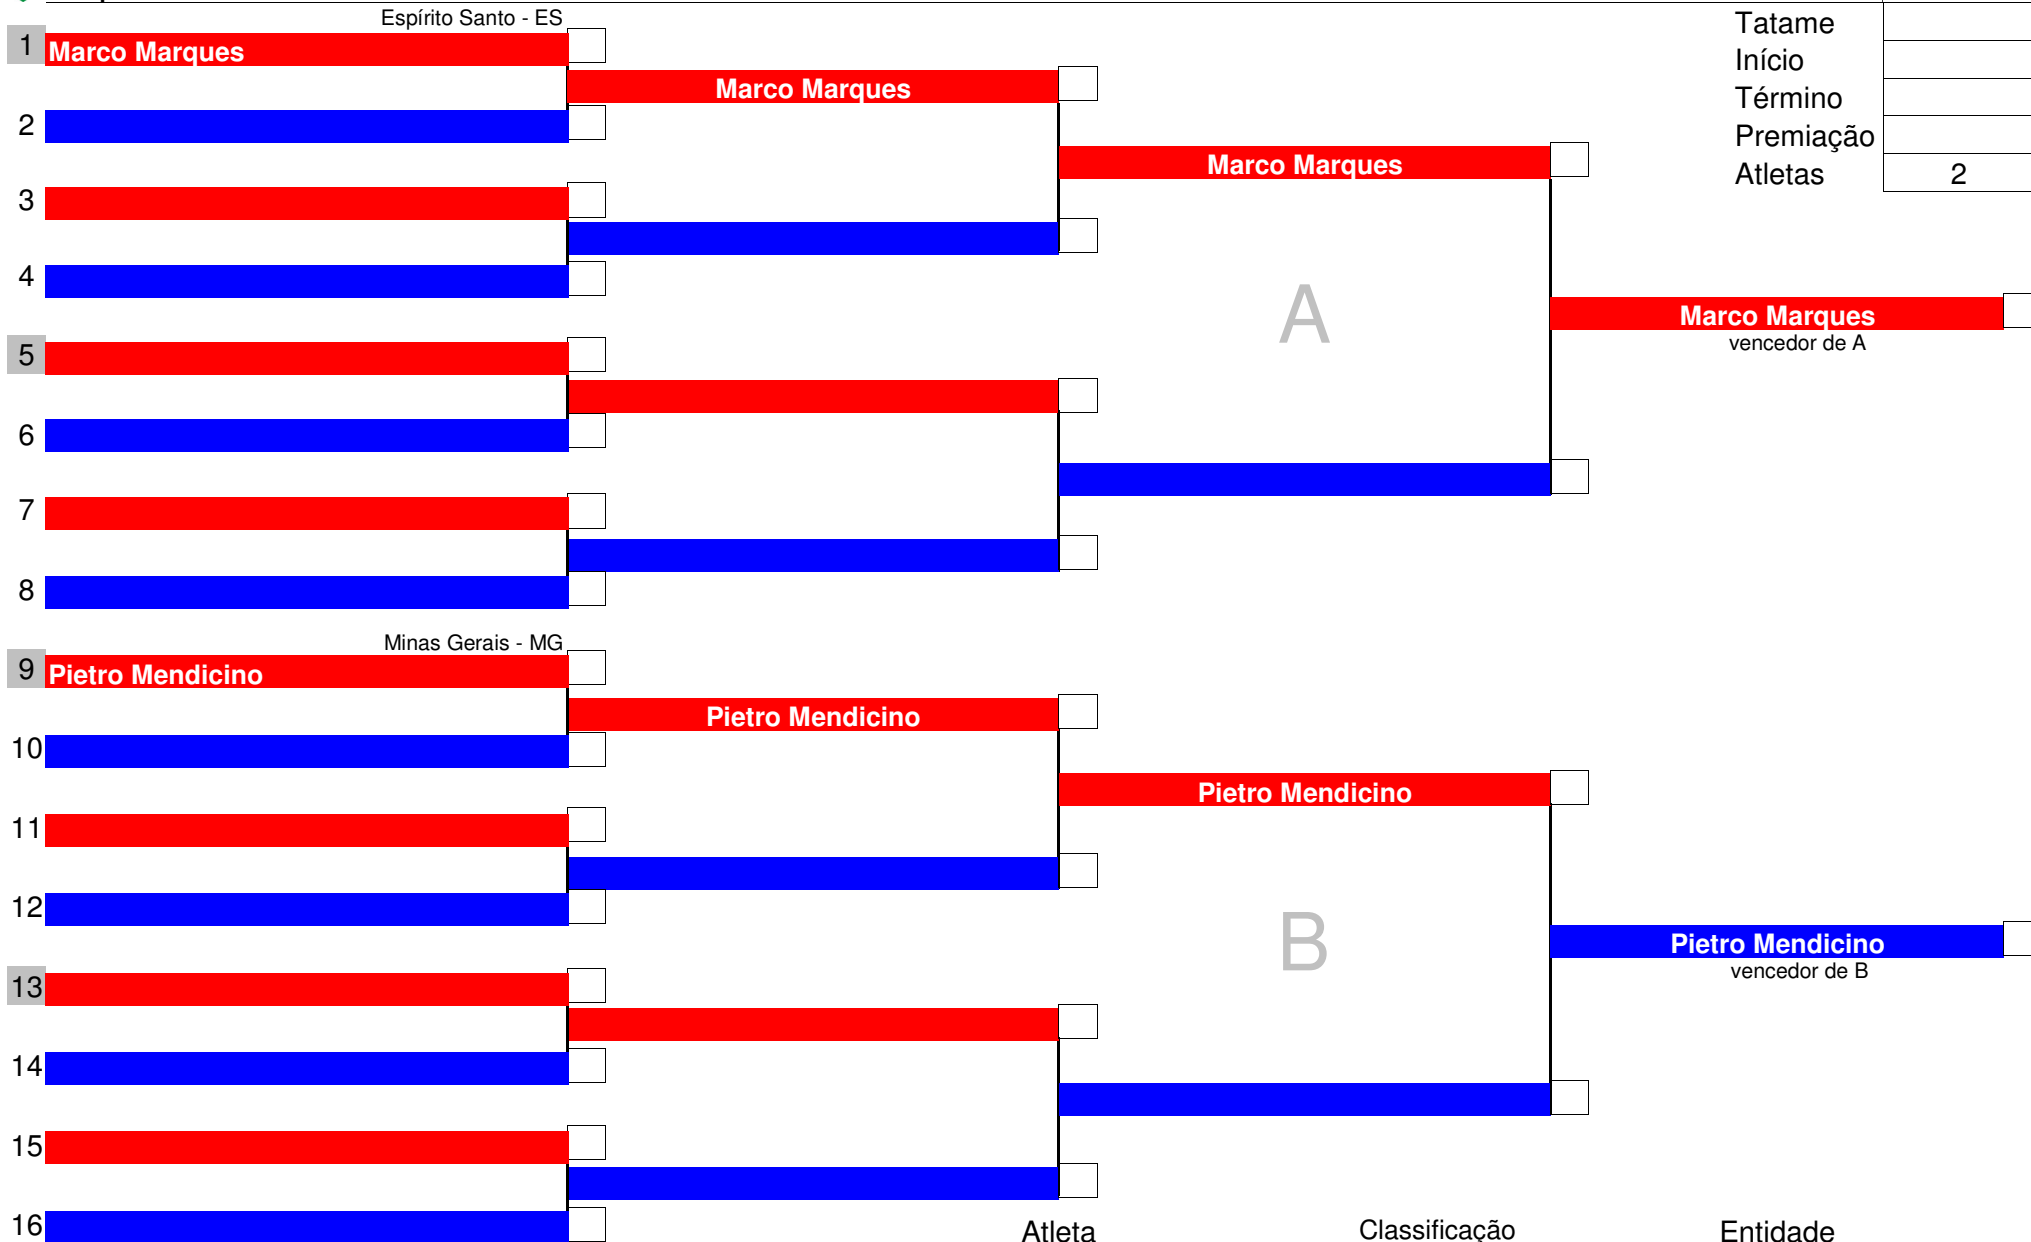 Espírito Santo - ES
1 Marco Marques
Marco Marques
2
Marco Marques
3
4
Marco Marques
vencedor de A
A
5
6
7
8
Minas Gerais - MG
9 Pietro Mendicino
Pietro Mendicino
10
Pietro Mendicino
11
12
B
Pietro Mendicino
vencedor de B
13
14
15
16
Tatame
Início
Término
Premiação
Atletas 2
Atleta Classificação Entidade